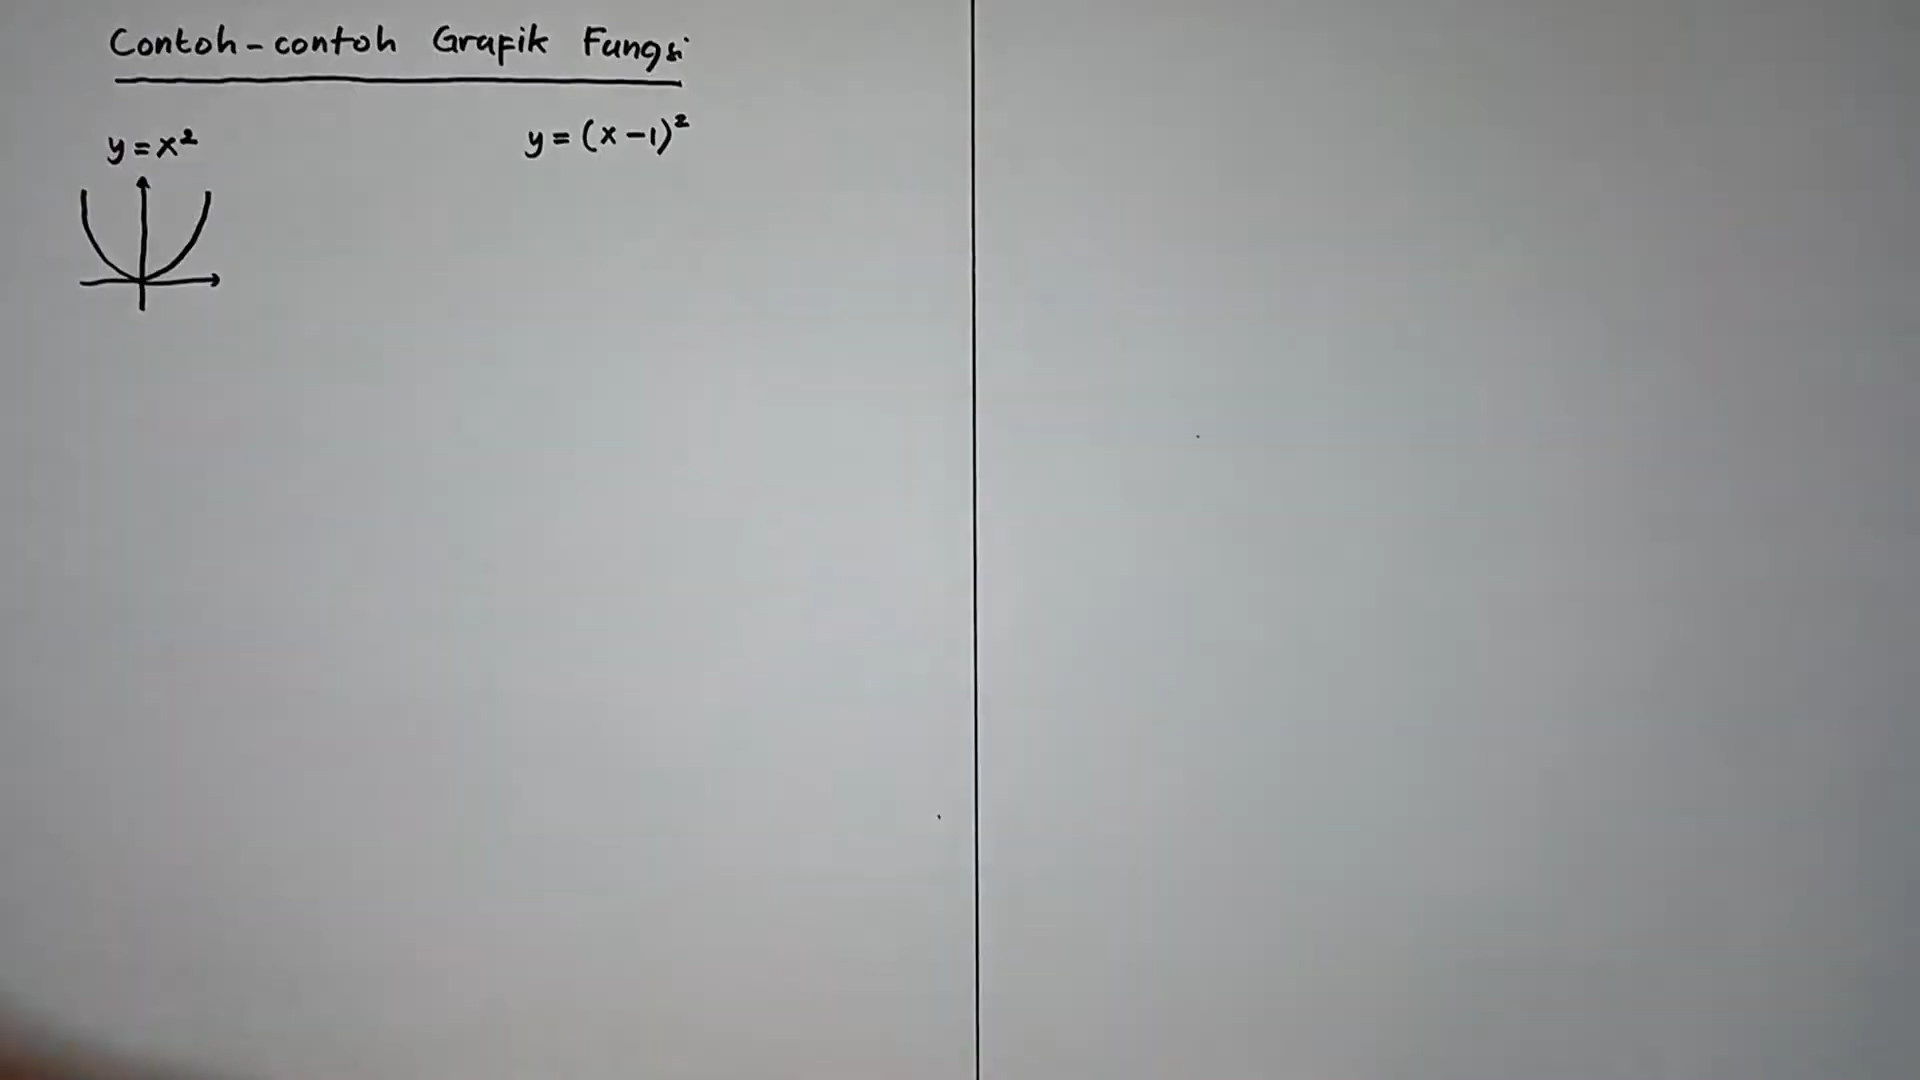 Contoh-contoh Grafik Fungsi
y = x²
y = (x-1)²